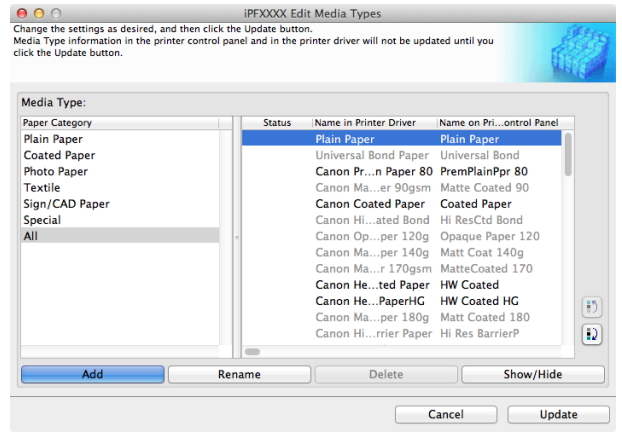 iPFXXXX Edit Media Types
Change the settings as desired, and then click the Update button.
Media Type information in the printer control panel and in the printer driver will not be updated until you
click the Update button.
Media Type:
Paper Category
Plain Paper
Coated Paper
Photo Paper
Textile
Sign/CAD Paper
Special
All
Status Name in Printer Driver Name on Pri...ontrol Panel
Plain Paper Plain Paper
Universal Bond Paper Universal Bond
Canon Pr...n Paper 80 PremPlainPpr 80
Canon Ma...er 90gsm Matte Coated 90
Canon Coated Paper Coated Paper
Canon Hi...ated Bond Hi ResCtd Bond
Canon Op...per 120g Opaque Paper 120
Canon Ma...per 140g Matt Coat 140g
Canon Ma...r 170gsm MatteCoated 170
Canon He...ted Paper HW Coated
Canon He...PaperHG HW Coated HG
Canon Ma...per 180g Matt Coated 180
Canon Hi...rrier Paper Hi Res BarrierP
Add Rename Delete Show/Hide
Cancel Update